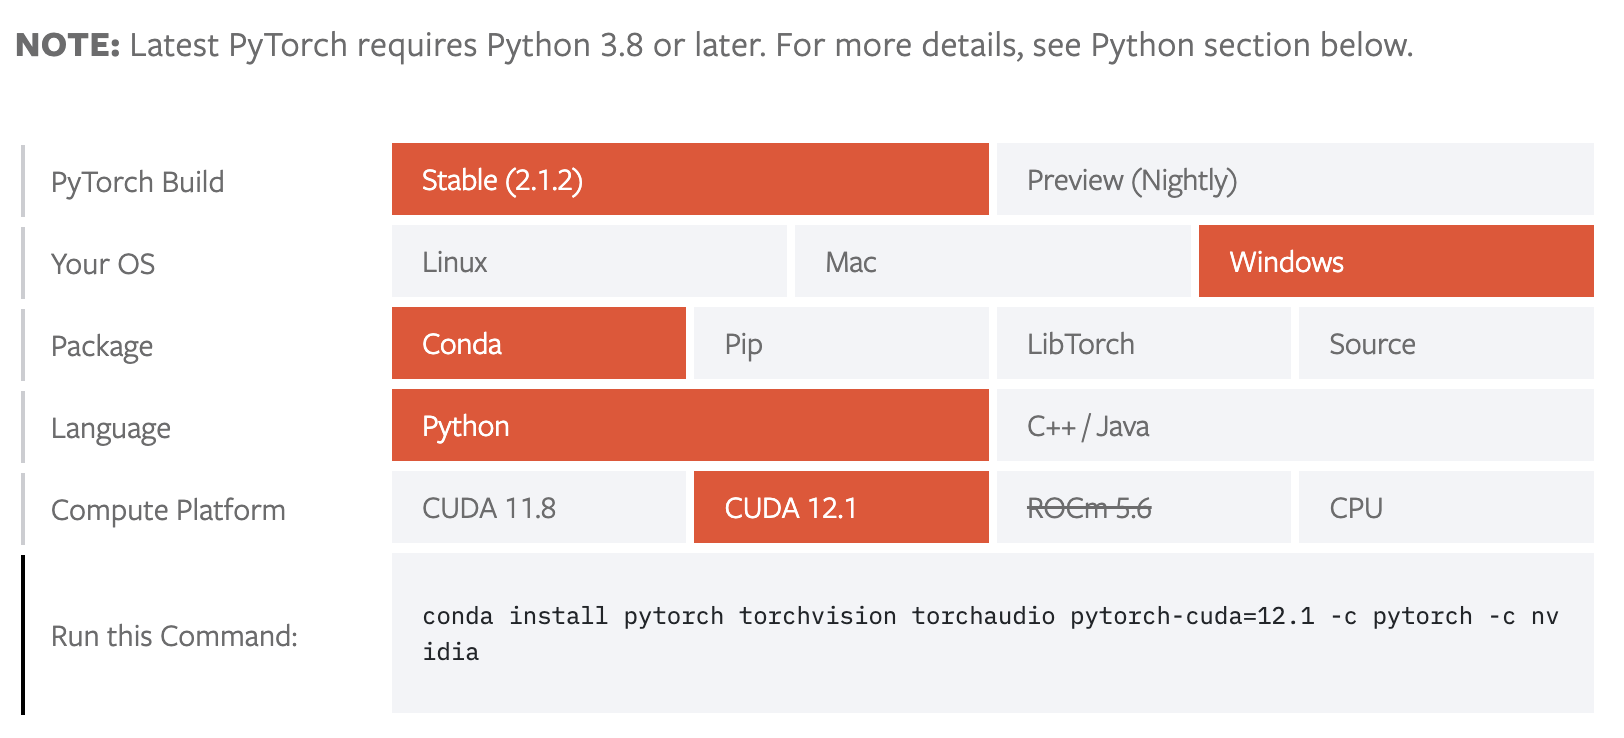 NOTE: Latest PyTorch requires Python 3.8 or later. For more details, see Python section below.
PyTorch Build
Stable (2.1.2)
Preview (Nightly)
Your OS
Linux
Mac
Windows
Package
Conda
Pip
LibTorch
Source
Language
Python
C++ / Java
Compute Platform
CUDA 11.8
CUDA 12.1
ROCm 5.6
CPU
Run this Command:
conda install pytorch torchvision torchaudio pytorch-cuda=12.1 -c pytorch -c nv
idia